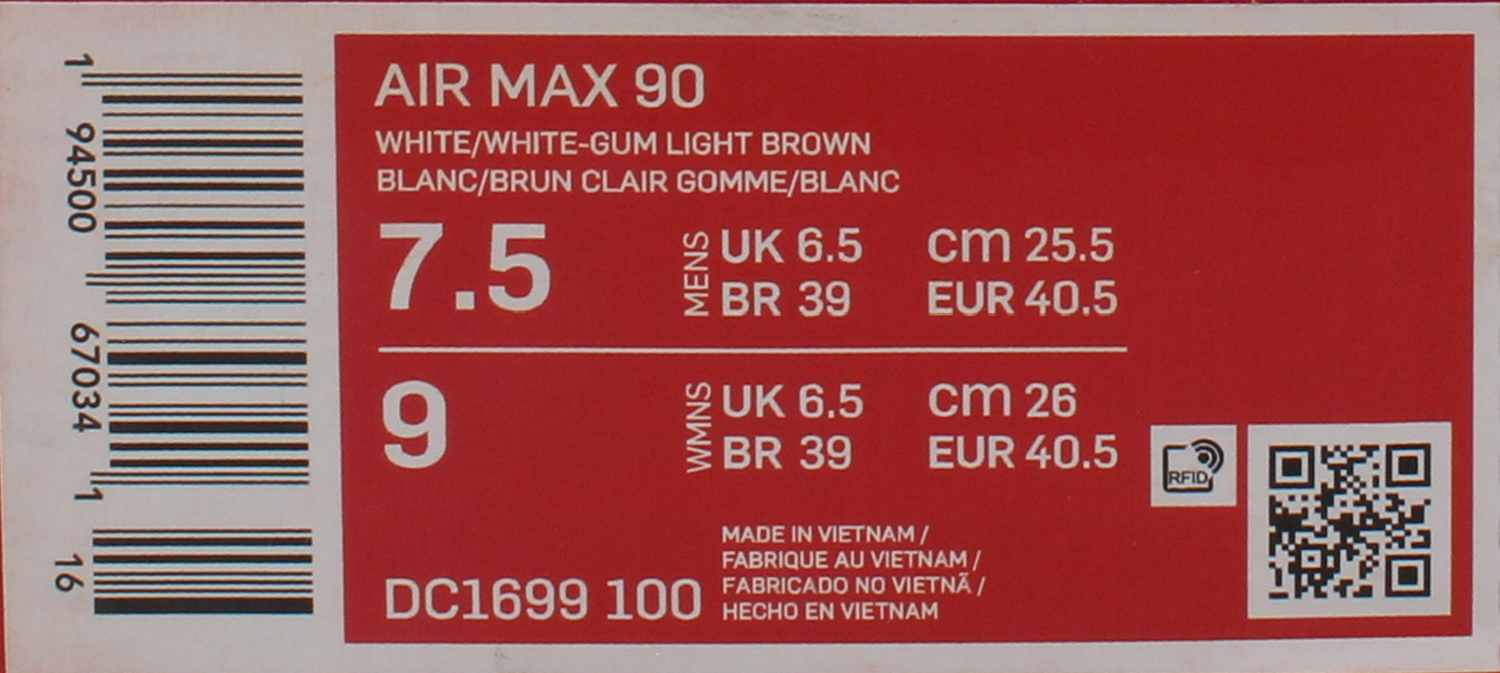 AIR MAX 90
WHITE/WHITE-GUM LIGHT BROWN
BLANC/BRUN CLAIR GOMME/BLANC
7.5 MENS UK 6.5 cm 25.5
BR 39 EUR 40.5
9 WMNS UK 6.5 cm 26
BR 39 EUR 40.5
RFID
DC1699 100
MADE IN VIETNAM /
FABRIQUE AU VIETNAM /
FABRICADO NO VIETNÃ /
HECHO EN VIETNAM
1 94500 67034 1
16